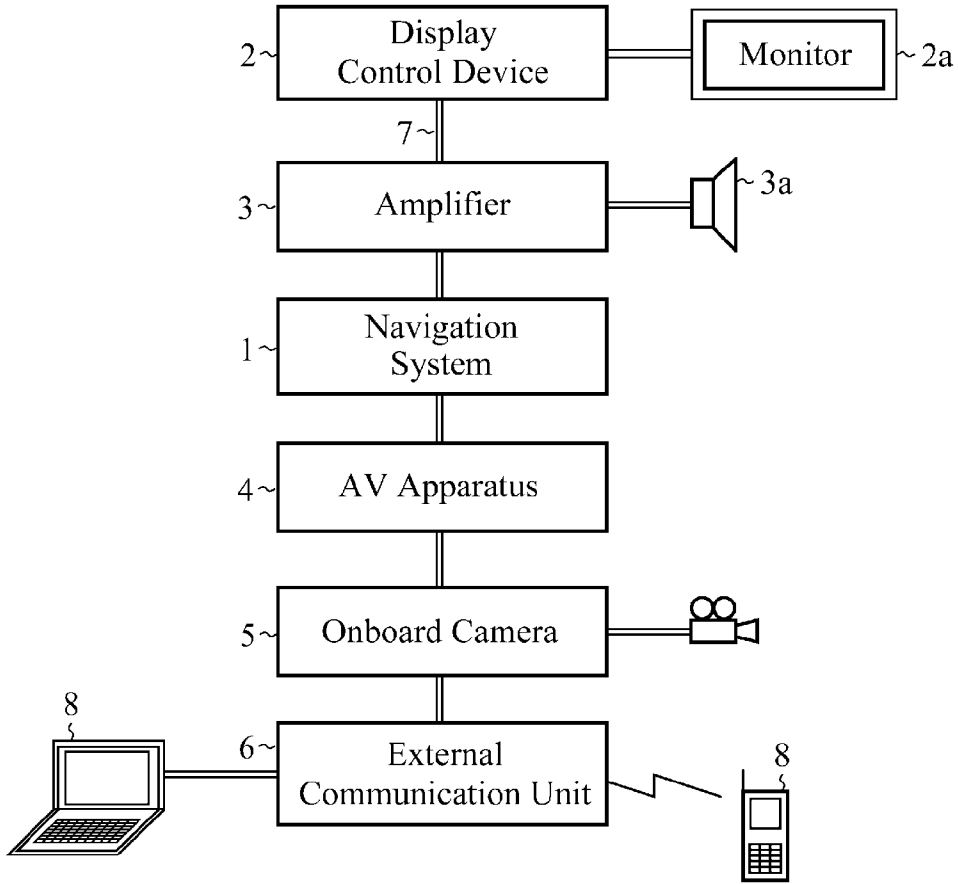 Display
Control Device
2
Monitor
2a
7
3
Amplifier
3a
1
Navigation
System
4
AV Apparatus
5
Onboard Camera
8
6
External
Communication Unit
8